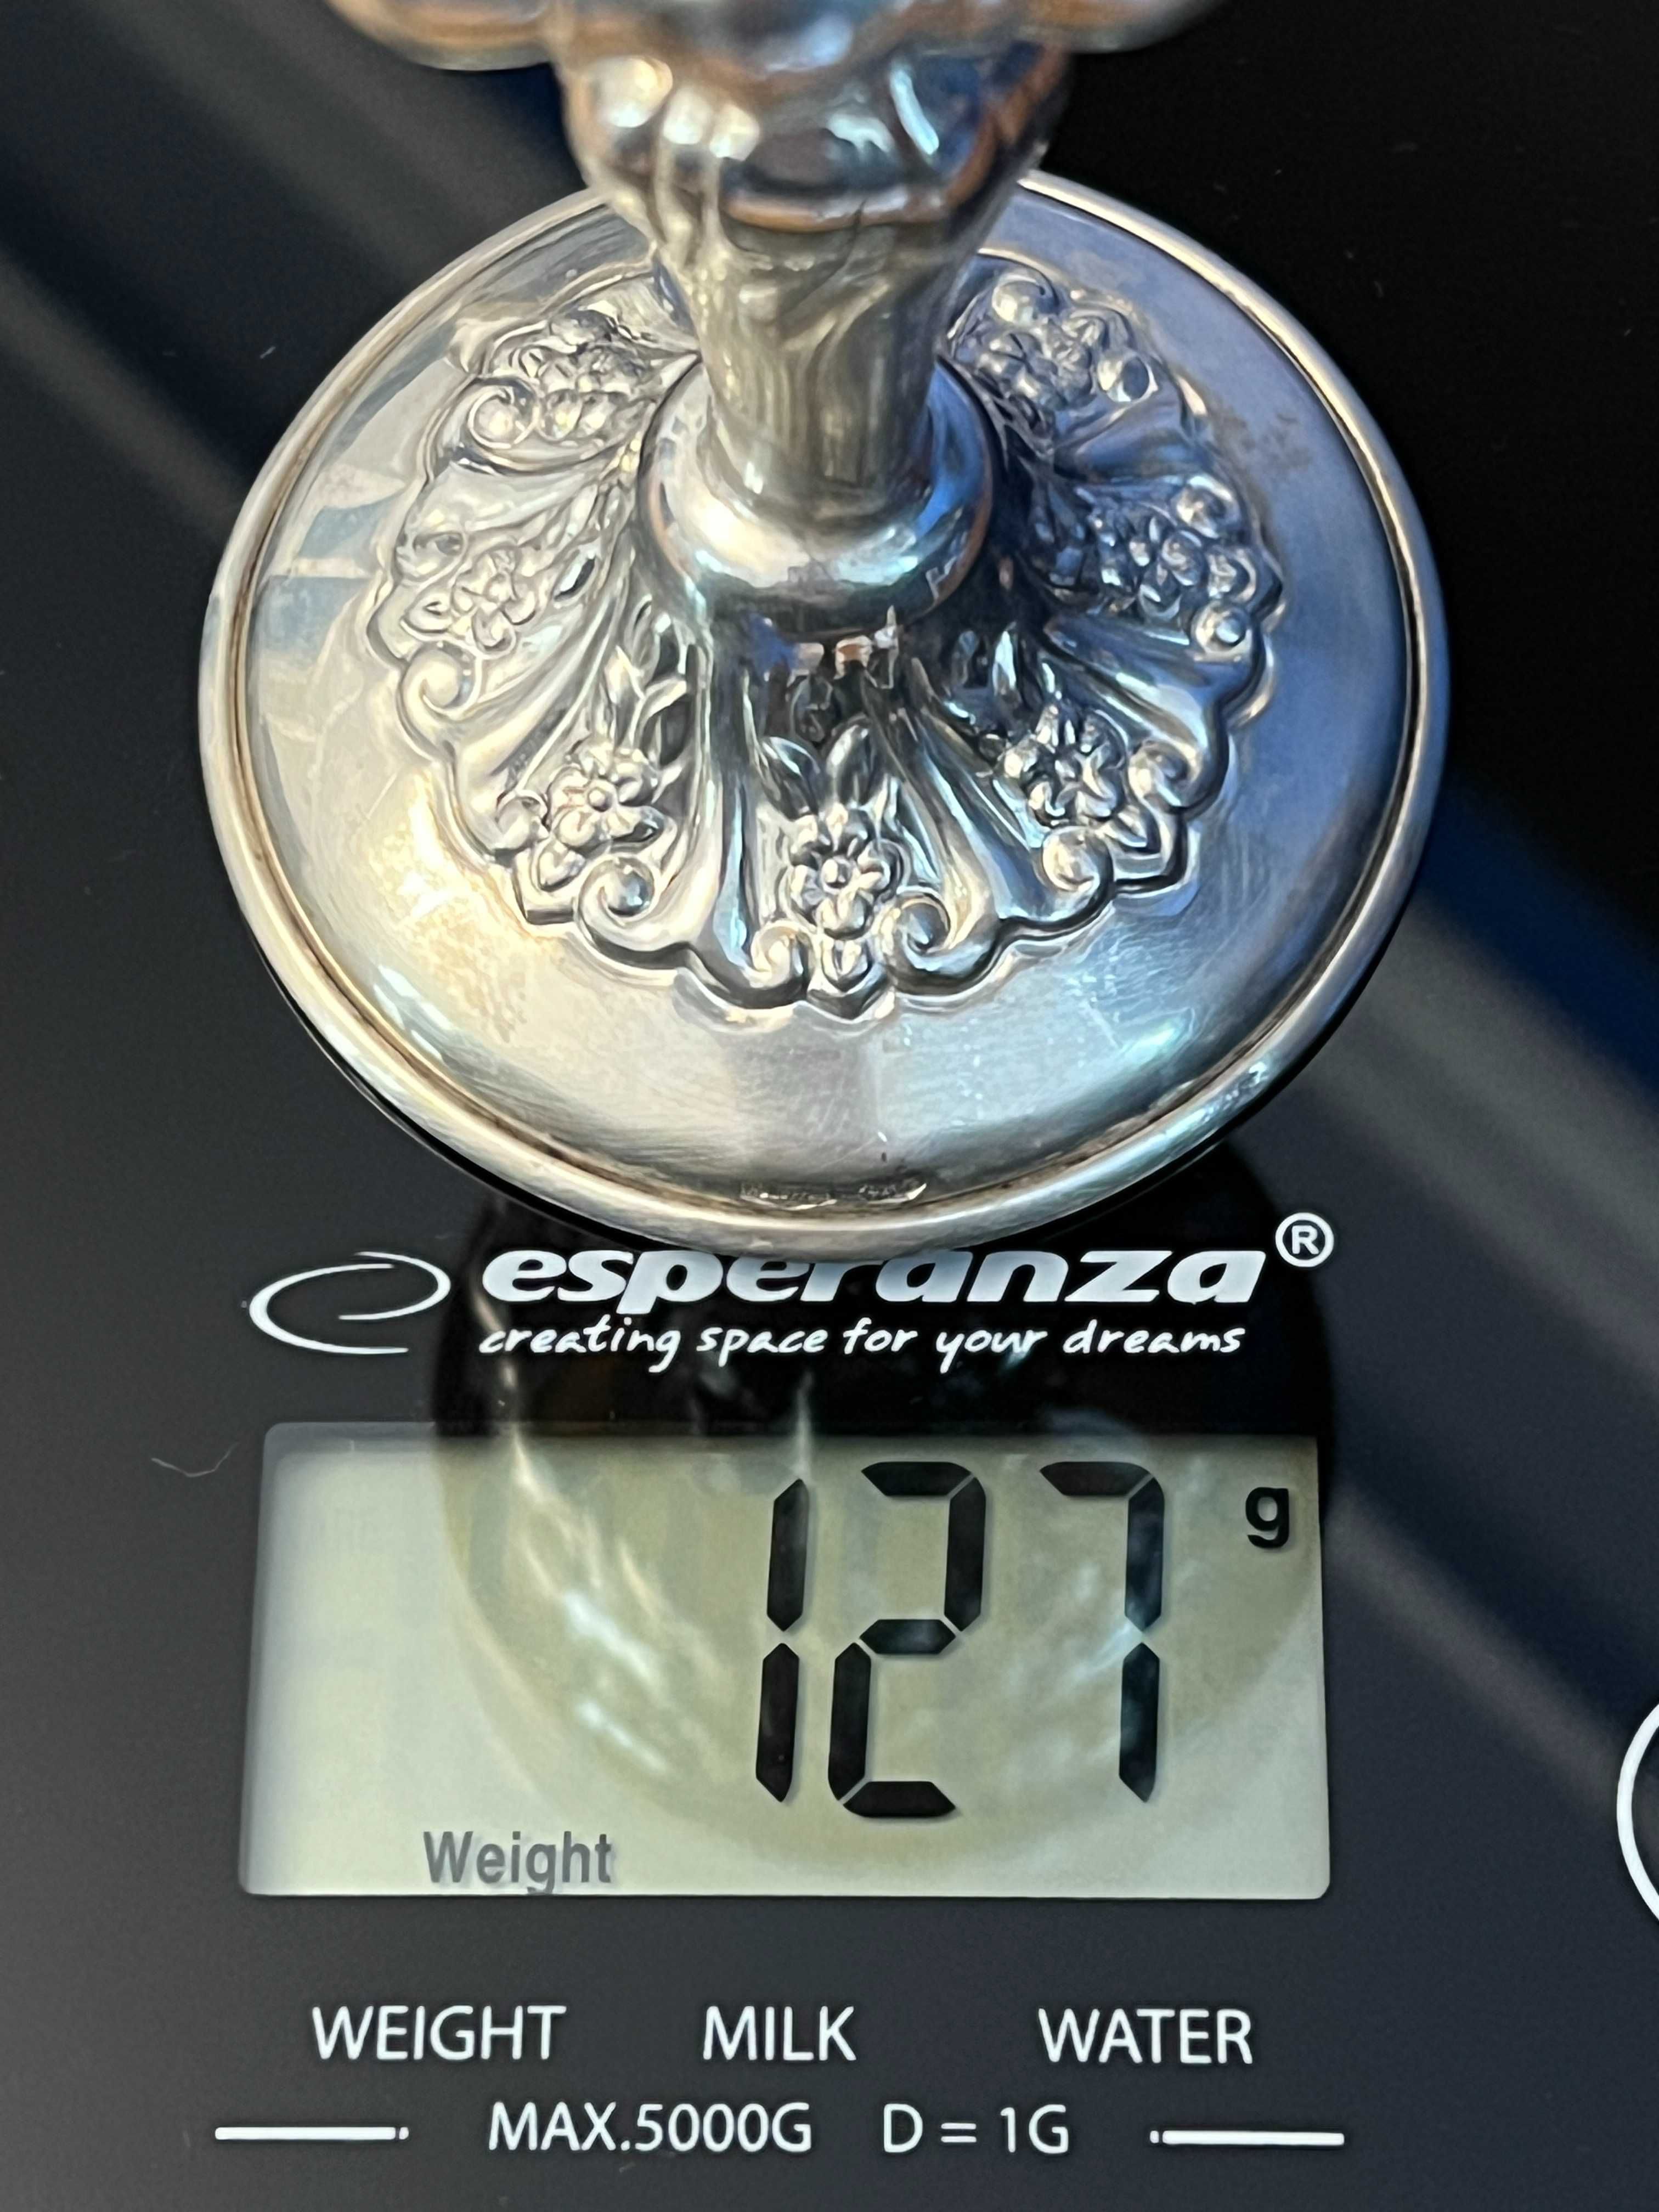 esperanza®
creating space for your dreams
127 g
Weight
WEIGHT MILK WATER
MAX.5000G D = 1G